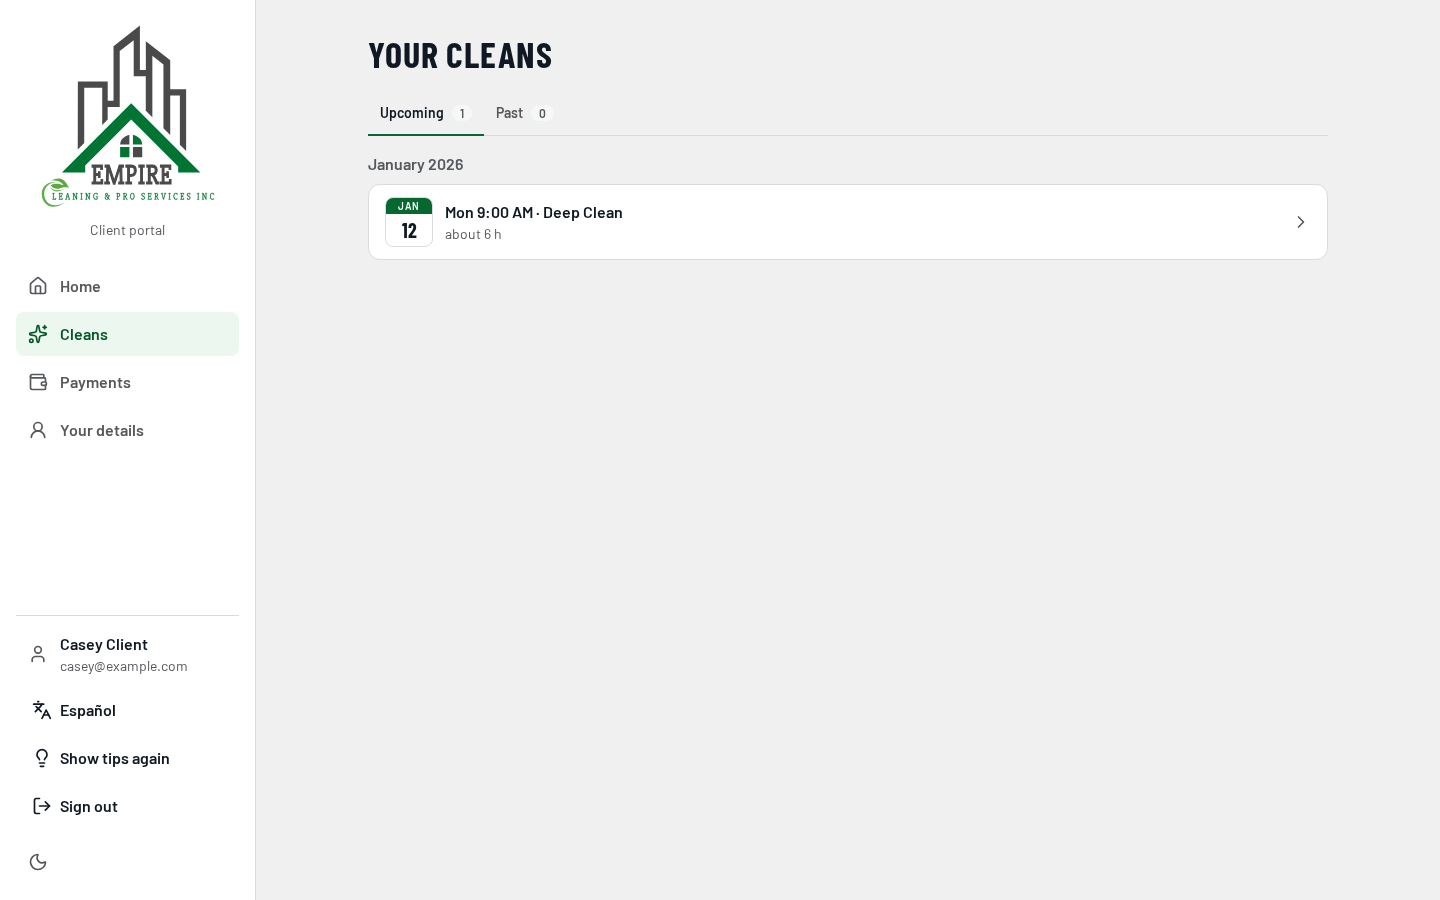 EMPIRE
CLEANING & PRO SERVICES INC
Client portal
Home
Cleans
Payments
Your details
Casey Client
casey@example.com
Español
Show tips again
Sign out
YOUR CLEANS
Upcoming 1 Past 0
January 2026
JAN
12
Mon 9:00 AM · Deep Clean
about 6 h